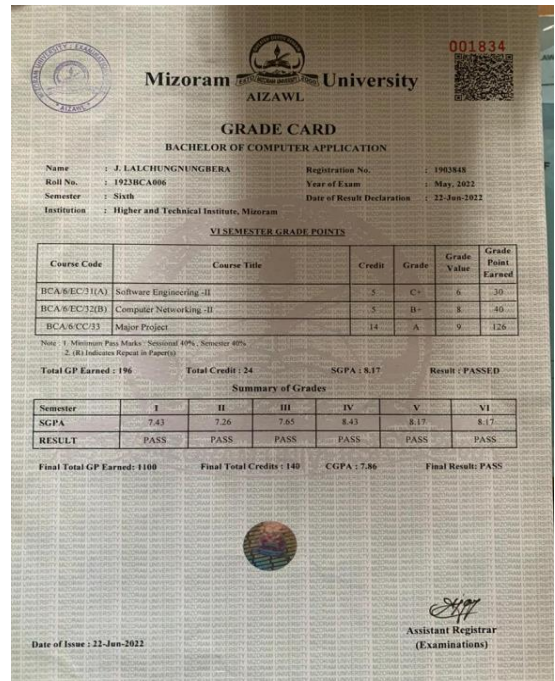 001834
Mizoram University
AIZAWL
GRADE CARD
BACHELOR OF COMPUTER APPLICATION
Name : J. LALCHUNGNUNGBERA Registration No. : 1903848
Roll No. : 1923BCA006 Year of Exam : May, 2022
Semester : Sixth Date of Result Declaration : 22-Jun-2022
Institution : Higher and Technical Institute, Mizoram
VI SEMESTER GRADE POINTS
Course Code Course Title Credit Grade Grade Value Grade Point Earned
BCA/6/EC/31(A) Software Engineering -II 5 C+ 6 30
BCA/6/EC/32(B) Computer Networking -II 5 B+ 8 40
BCA/6/CC/33 Major Project 14 A 9 126
Note : 1. Minimum Pass Marks : Sessional 40% , Semester 40%
2. (R) Indicates Repeat in Paper(s)
Total GP Earned : 196 Total Credit : 24 SGPA : 8.17 Result : PASSED
Summary of Grades
Semester I II III IV V VI
SGPA 7.43 7.26 7.65 8.43 8.17 8.17
RESULT PASS PASS PASS PASS PASS PASS
Final Total GP Earned: 1100 Final Total Credits : 140 CGPA : 7.86 Final Result: PASS
Assistant Registrar
(Examinations)
Date of Issue : 22-Jun-2022